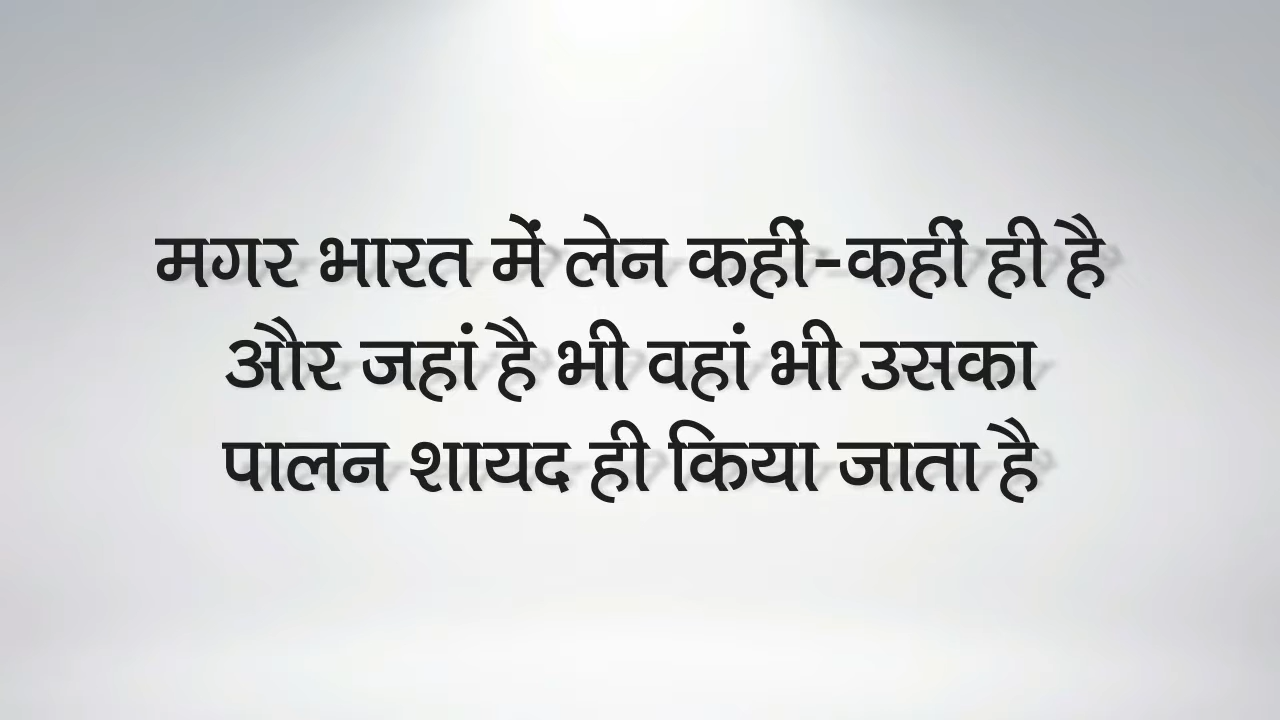 मगर भारत में लेन कहीं-कहीं ही है
और जहां है भी वहां भी उसका
पालन शायद ही किया जाता है